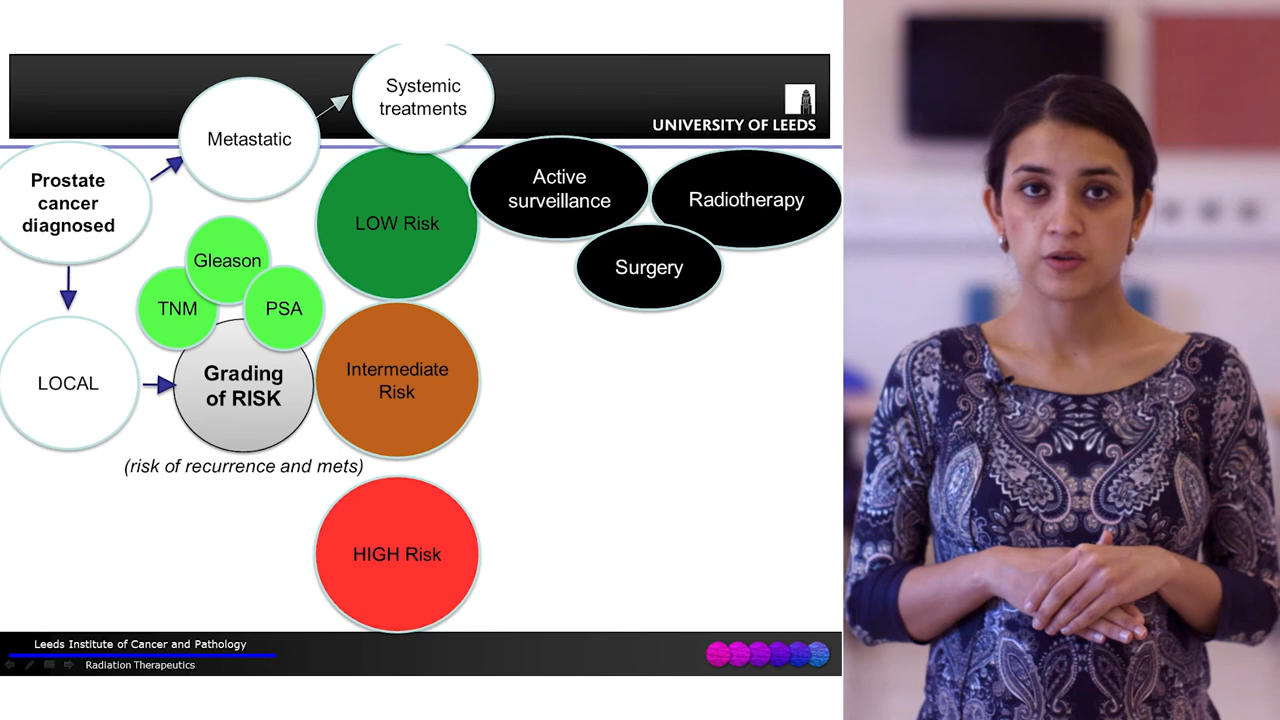 Systemic
treatments
UNIVERSITY OF LEEDS
Metastatic
Prostate
cancer
diagnosed
LOW Risk
Active
surveillance
Radiotherapy
Surgery
Gleason
TNM
PSA
LOCAL
Grading
of RISK
Intermediate
Risk
(risk of recurrence and mets)
HIGH Risk
Leeds Institute of Cancer and Pathology
Radiation Therapeutics